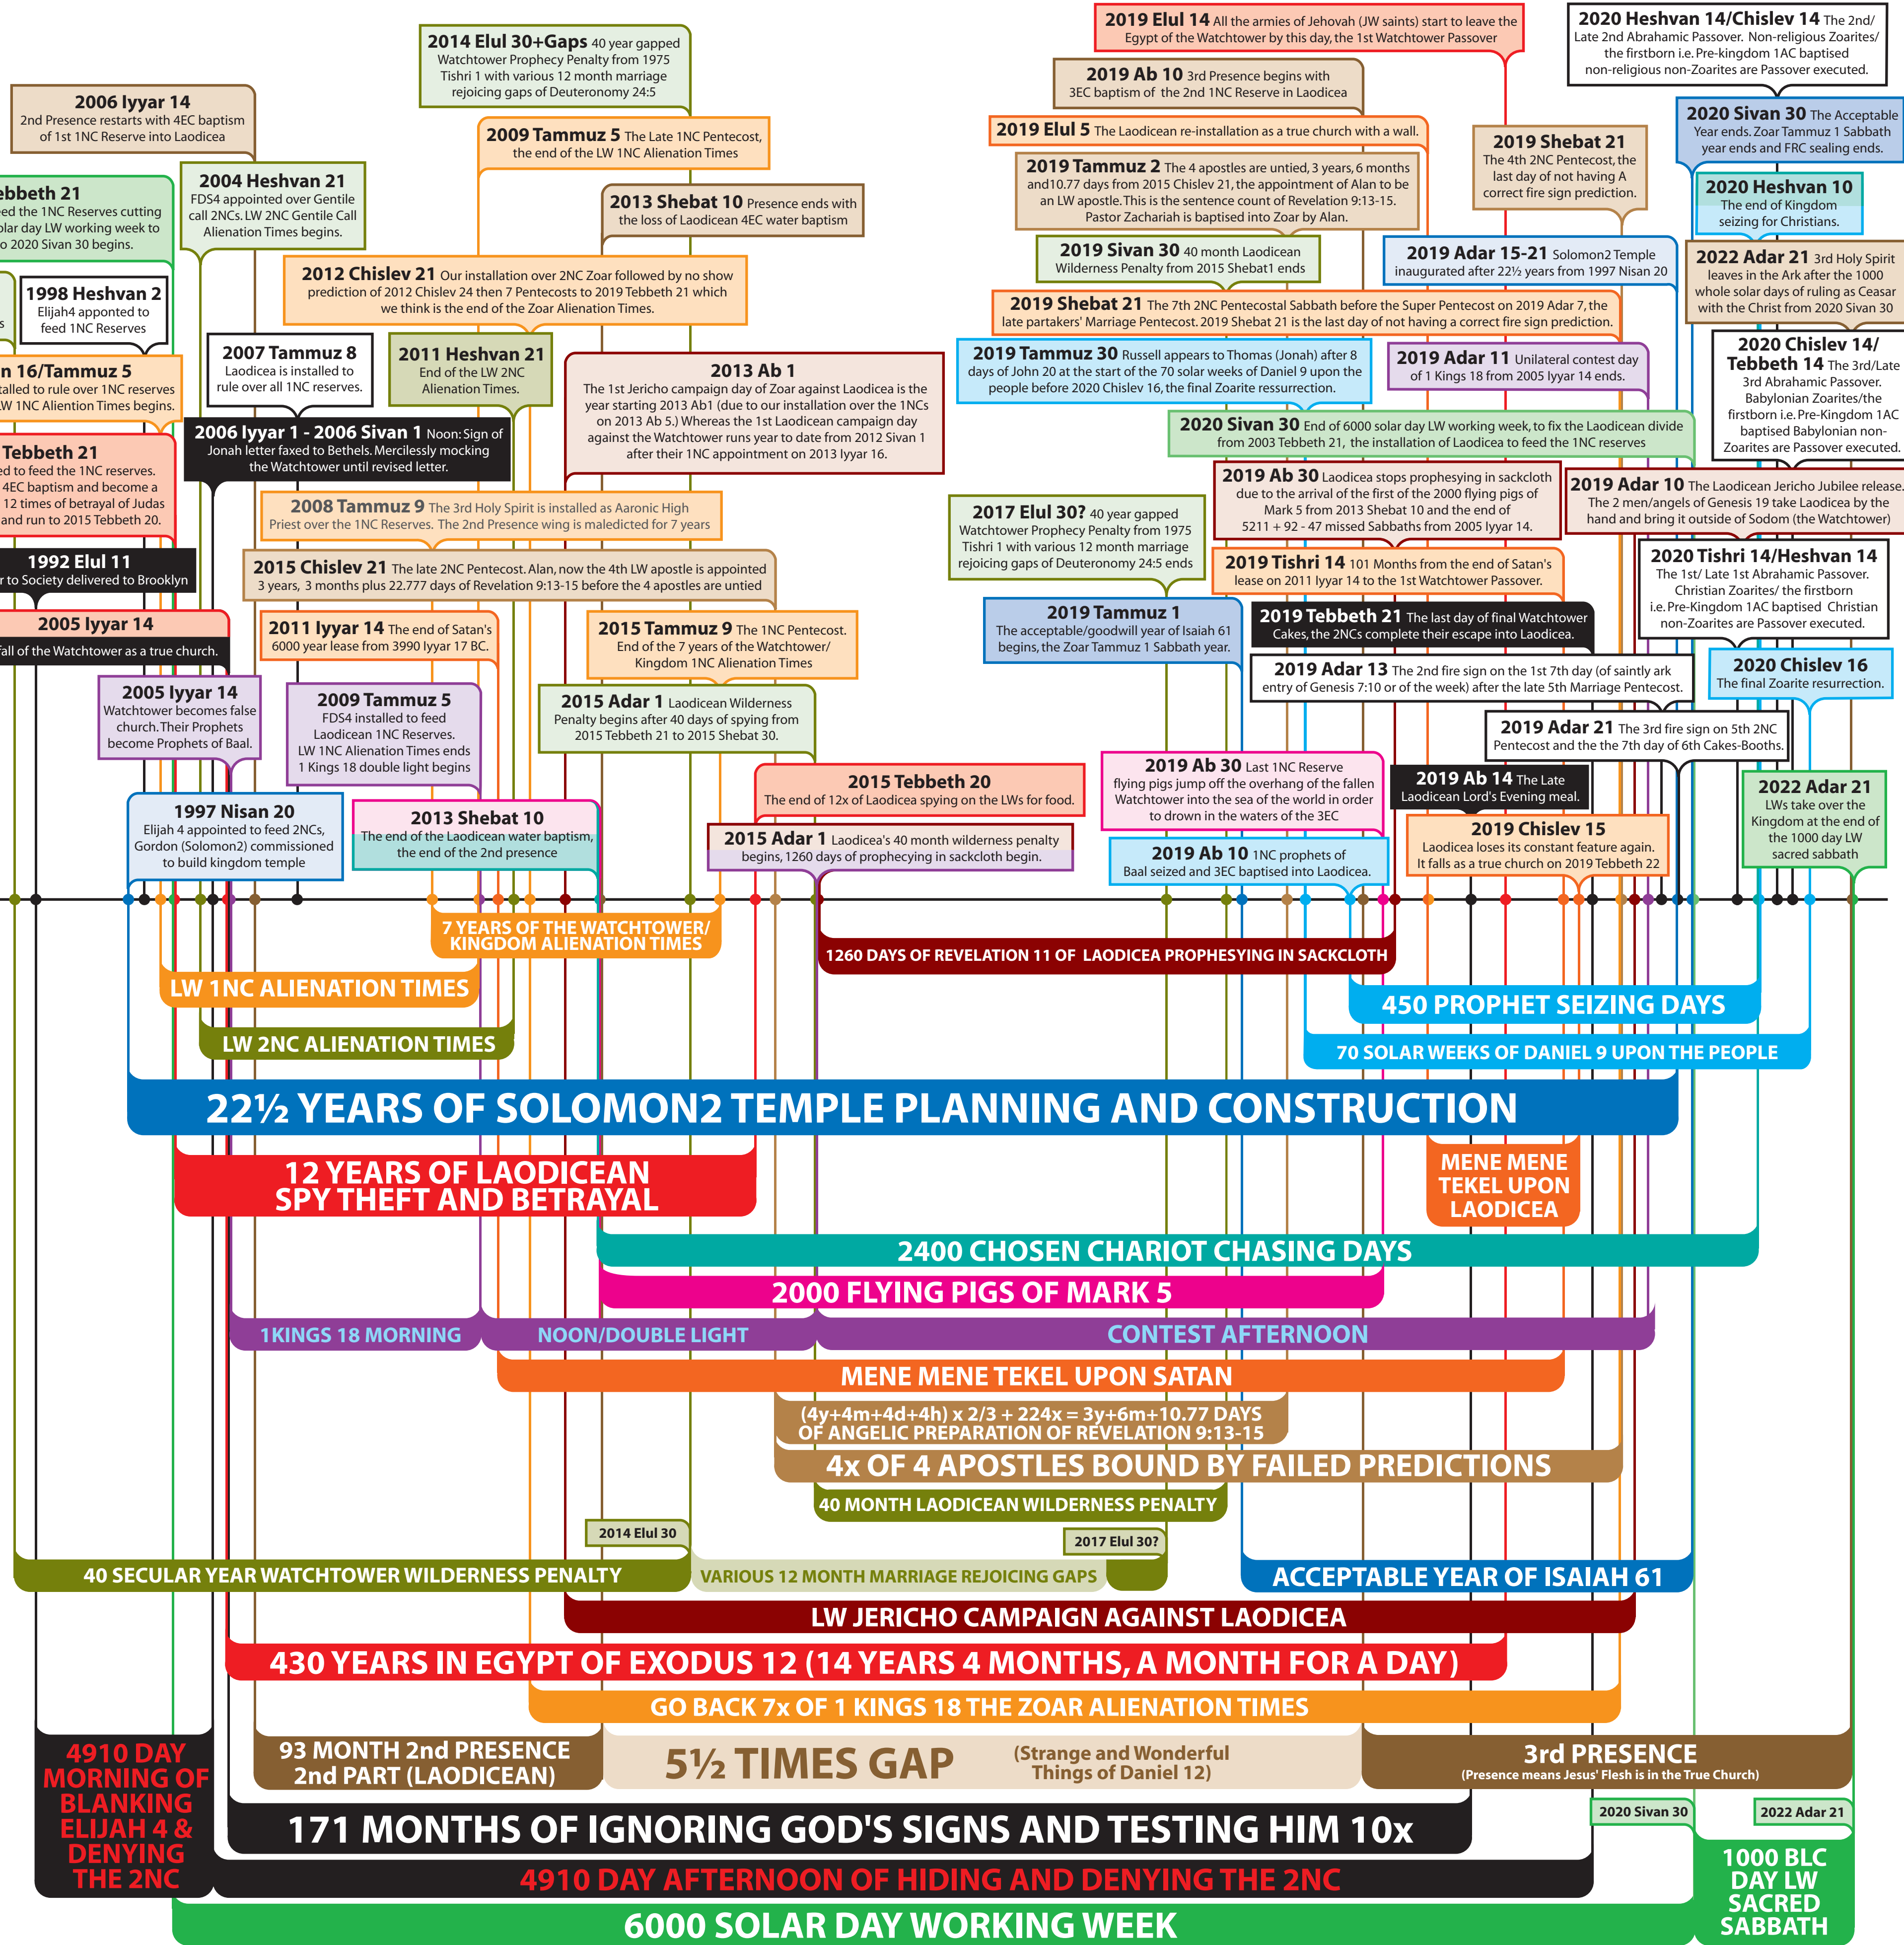 2014 Elul 30+Gaps 40 year gapped
Watchtower Prophecy Penalty from 1975
Tishri 1 with various 12 month marriage
rejoicing gaps of Deuteronomy 24:5
2019 Elul 14 All the armies of Jehovah (JW saints) start to leave the
Egypt of the Watchtower by this day, the 1st Watchtower Passover
2020 Heshvan 14/Chislev 14 The 2nd/
Late 2nd Abrahamic Passover. Non-religious Zoarites/
the firstborn i.e. Pre-kingdom 1AC baptised
non-religious non-Zoarites are Passover executed.
2006 Iyyar 14
2nd Presence restarts with 4EC baptism
of 1st 1NC Reserve into Laodicea
2019 Ab 10 3rd Presence begins with
3EC baptism of the 2nd 1NC Reserve in Laodicea
2020 Sivan 30 The Acceptable
Year ends. Zoar Tammuz 1 Sabbath
year ends and FRC sealing ends.
2009 Tammuz 5 The Late 1NC Pentecost,
the end of the LW 1NC Alienation Times
2019 Elul 5 The Laodicean re-installation as a true church with a wall.
2019 Shebat 21
The 4th 2NC Pentecost, the
last day of not having A
correct fire sign prediction.
2019 Tammuz 2 The 4 apostles are untied, 3 years, 6 months
and10.77 days from 2015 Chislev 21, the appointment of Alan to be
an LW apostle. This is the sentence count of Revelation 9:13-15.
Pastor Zachariah is baptised into Zoar by Alan.
ebbeth 21
eed the 1NC Reserves cutting
olar day LW working week to
o 2020 Sivan 30 begins.
2004 Heshvan 21
FDS4 appointed over Gentile
call 2NCs. LW 2NC Gentile Call
Alienation Times begins.
2013 Shebat 10 Presence ends with
the loss of Laodicean 4EC water baptism
2020 Heshvan 10
The end of Kingdom
seizing for Christians.
2019 Sivan 30 40 month Laodicean
Wilderness Penalty from 2015 Shebat1 ends
2019 Adar 15-21 Solomon2 Temple
inaugurated after 22½ years from 1997 Nisan 20
2022 Adar 21 3rd Holy Spirit
leaves in the Ark after the 1000
whole solar days of ruling as Ceasar
with the Christ from 2020 Sivan 30
2012 Chislev 21 Our installation over 2NC Zoar followed by no show
prediction of 2012 Chislev 24 then 7 Pentecosts to 2019 Tebbeth 21 which
we think is the end of the Zoar Alienation Times.
s
1998 Heshvan 2
Elijah4 apponted to
feed 1NC Reserves
2019 Shebat 21 The 7th 2NC Pentecostal Sabbath before the Super Pentecost on 2019 Adar 7, the
late partakers' Marriage Pentecost. 2019 Shebat 21 is the last day of not having a correct fire sign prediction.
2007 Tammuz 8
Laodicea is installed to
rule over all 1NC reserves.
2011 Heshvan 21
End of the LW 2NC
Alienation Times.
2019 Tammuz 30 Russell appears to Thomas (Jonah) after 8
days of John 20 at the start of the 70 solar weeks of Daniel 9 upon the
people before 2020 Chislev 16, the final Zoarite ressurrection.
2019 Adar 11 Unilateral contest day
of 1 Kings 18 from 2005 Iyyar 14 ends.
2020 Chislev 14/
Tebbeth 14 The 3rd/Late
3rd Abrahamic Passover.
Babylonian Zoarites/the
firstborn i.e. Pre-Kingdom 1AC
baptised Babylonian non-
Zoarites are Passover executed.
n 16/Tammuz 5
talled to rule over 1NC reserves
LW 1NC Aliention Times begins.
2013 Ab 1
The 1st Jericho campaign day of Zoar against Laodicea is the
year starting 2013 Ab1 (due to our installation over the 1NCs
on 2013 Ab 5.) Whereas the 1st Laodicean campaign day
against the Watchtower runs year to date from 2012 Sivan 1
after their 1NC appointment on 2013 Iyyar 16.
2020 Sivan 30 End of 6000 solar day LW working week, to fix the Laodicean divide
from 2003 Tebbeth 21, the installation of Laodicea to feed the 1NC reserves
2006 Iyyar 1 - 2006 Sivan 1 Noon: Sign of
Jonah letter faxed to Bethels. Mercilessly mocking
the Watchtower until revised letter.
Tebbeth 21
ed to feed the 1NC reserves.
4EC baptism and become a
12 times of betrayal of Judas
and run to 2015 Tebbeth 20.
2019 Ab 30 Laodicea stops prophesying in sackcloth
due to the arrival of the first of the 2000 flying pigs of
Mark 5 from 2013 Shebat 10 and the end of
5211 + 92 - 47 missed Sabbaths from 2005 Iyyar 14.
2019 Adar 10 The Laodicean Jericho Jubilee release.
The 2 men/angels of Genesis 19 take Laodicea by the
hand and bring it outside of Sodom (the Watchtower)
2008 Tammuz 9 The 3rd Holy Spirit is installed as Aaronic High
Priest over the 1NC Reserves. The 2nd Presence wing is maledicted for 7 years
2017 Elul 30? 40 year gapped
Watchtower Prophecy Penalty from 1975
Tishri 1 with various 12 month marriage
rejoicing gaps of Deuteronomy 24:5 ends
2020 Tishri 14/Heshvan 14
The 1st/ Late 1st Abrahamic Passover.
Christian Zoarites/ the firstborn
i.e. Pre-Kingdom 1AC baptised Christian
non-Zoarites are Passover executed.
1992 Elul 11
r to Society delivered to Brooklyn
2015 Chislev 21 The late 2NC Pentecost. Alan, now the 4th LW apostle is appointed
3 years, 3 months plus 22.777 days of Revelation 9:13-15 before the 4 apostles are untied
2019 Tishri 14 101 Months from the end of Satan's
lease on 2011 Iyyar 14 to the 1st Watchtower Passover.
2005 Iyyar 14
fall of the Watchtower as a true church.
2011 Iyyar 14 The end of Satan's
6000 year lease from 3990 Iyyar 17 BC.
2015 Tammuz 9 The 1NC Pentecost.
End of the 7 years of the Watchtower/
Kingdom 1NC Alienation Times
2019 Tammuz 1
The acceptable/goodwill year of Isaiah 61
begins, the Zoar Tammuz 1 Sabbath year.
2019 Tebbeth 21 The last day of final Watchtower
Cakes, the 2NCs complete their escape into Laodicea.
2019 Adar 13 The 2nd fire sign on the 1st 7th day (of saintly ark
entry of Genesis 7:10 or of the week) after the late 5th Marriage Pentecost.
2020 Chislev 16
The final Zoarite resurrection.
2005 Iyyar 14
Watchtower becomes false
church. Their Prophets
become Prophets of Baal.
2009 Tammuz 5
FDS4 installed to feed
Laodicean 1NC Reserves.
LW 1NC Alienation Times ends
1 Kings 18 double light begins
2015 Adar 1 Laodicean Wilderness
Penalty begins after 40 days of spying from
2015 Tebbeth 21 to 2015 Shebat 30.
2019 Adar 21 The 3rd fire sign on 5th 2NC
Pentecost and the the 7th day of 6th Cakes-Booths.
2015 Tebbeth 20
The end of 12x of Laodicea spying on the LWs for food.
2019 Ab 30 Last 1NC Reserve
flying pigs jump off the overhang of the fallen
Watchtower into the sea of the world in order
to drown in the waters of the 3EC
2019 Ab 14 The Late
Laodicean Lord's Evening meal.
2022 Adar 21
LWs take over the
Kingdom at the end of
the 1000 day LW
sacred sabbath
1997 Nisan 20
Elijah 4 appointed to feed 2NCs,
Gordon (Solomon2) commissioned
to build kingdom temple
2013 Shebat 10
The end of the Laodicean water baptism,
the end of the 2nd presence
2015 Adar 1 Laodicea's 40 month wilderness penalty
begins, 1260 days of prophecying in sackcloth begin.
2019 Ab 10 1NC prophets of
Baal seized and 3EC baptised into Laodicea.
2019 Chislev 15
Laodicea loses its constant feature again.
It falls as a true church on 2019 Tebbeth 22
7 YEARS OF THE WATCHTOWER/
KINGDOM ALIENATION TIMES
1260 DAYS OF REVELATION 11 OF LAODICEA PROPHESYING IN SACKCLOTH
LW 1NC ALIENATION TIMES
450 PROPHET SEIZING DAYS
LW 2NC ALIENATION TIMES
70 SOLAR WEEKS OF DANIEL 9 UPON THE PEOPLE
22½ YEARS OF SOLOMON2 TEMPLE PLANNING AND CONSTRUCTION
12 YEARS OF LAODICEAN
SPY THEFT AND BETRAYAL
MENE MENE
TEKEL UPON
LAODICEA
2400 CHOSEN CHARIOT CHASING DAYS
2000 FLYING PIGS OF MARK 5
1KINGS 18 MORNING
NOON/DOUBLE LIGHT
CONTEST AFTERNOON
MENE MENE TEKEL UPON SATAN
(4y+4m+4d+4h) x 2/3 + 224x = 3y+6m+10.77 DAYS
OF ANGELIC PREPARATION OF REVELATION 9:13-15
4x OF 4 APOSTLES BOUND BY FAILED PREDICTIONS
40 MONTH LAODICEAN WILDERNESS PENALTY
2014 Elul 30
2017 Elul 30?
40 SECULAR YEAR WATCHTOWER WILDERNESS PENALTY
VARIOUS 12 MONTH MARRIAGE REJOICING GAPS
ACCEPTABLE YEAR OF ISAIAH 61
LW JERICHO CAMPAIGN AGAINST LAODICEA
430 YEARS IN EGYPT OF EXODUS 12 (14 YEARS 4 MONTHS, A MONTH FOR A DAY)
GO BACK 7x OF 1 KINGS 18 THE ZOAR ALIENATION TIMES
4910 DAY
MORNING OF
BLANKING
ELIJAH 4 &
DENYING
THE 2NC
93 MONTH 2nd PRESENCE
2nd PART (LAODICEAN)
5½ TIMES GAP
(Strange and Wonderful
Things of Daniel 12)
3rd PRESENCE
(Presence means Jesus' Flesh is in the True Church)
2020 Sivan 30
2022 Adar 21
171 MONTHS OF IGNORING GOD'S SIGNS AND TESTING HIM 10x
4910 DAY AFTERNOON OF HIDING AND DENYING THE 2NC
1000 BLC
DAY LW
SACRED
SABBATH
6000 SOLAR DAY WORKING WEEK